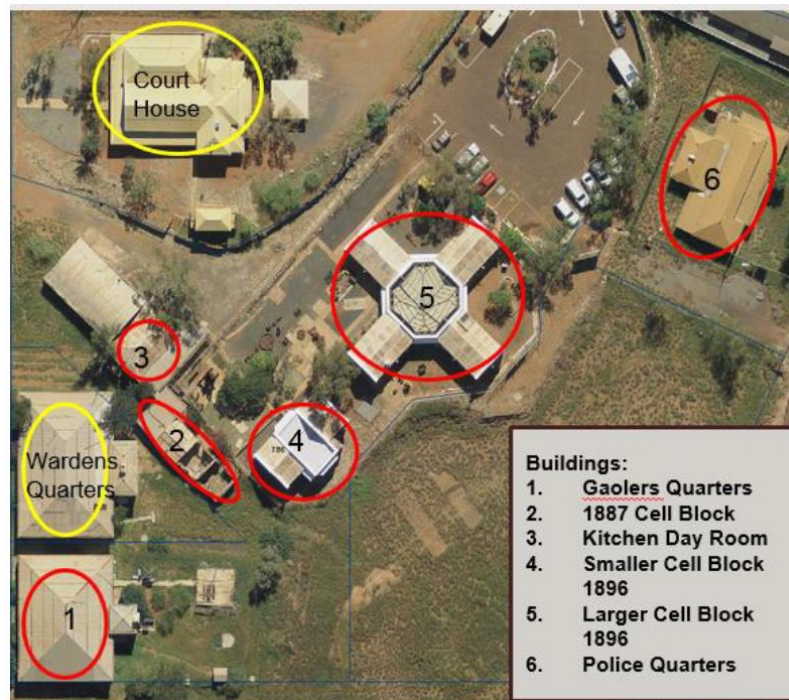 Court
House
6
5
3
2
4
786
Wardens
Quarters
1
Buildings:
1. Gaolers Quarters
2. 1887 Cell Block
3. Kitchen Day Room
4. Smaller Cell Block
1896
5. Larger Cell Block
1896
6. Police Quarters